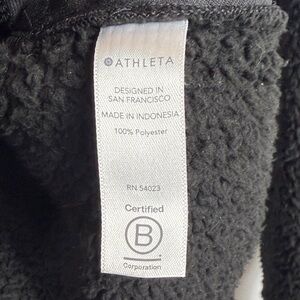 ATHLETA
DESIGNED IN
SAN FRANCISCO
MADE IN INDONESIA
100% Polyester
RN 54023
Certified
B
Corporation